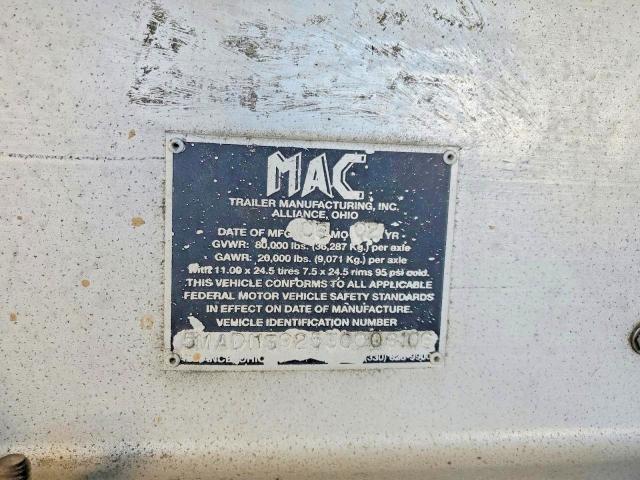 MAC
TRAILER MANUFACTURING, INC.
ALLIANCE, OHIO
DATE OF MFG. MO. 02 YR
GVWR: 80,000 lbs. (36,287 Kg.) per axle
GAWR: 20,000 lbs. (9,071 Kg.) per axle
with 11.00 x 24.5 tires 7.5 x 24.5 rims 95 psi cold.
THIS VEHICLE CONFORMS TO ALL APPLICABLE
FEDERAL MOTOR VEHICLE SAFETY STANDARDS
IN EFFECT ON DATE OF MANUFACTURE.
VEHICLE IDENTIFICATION NUMBER